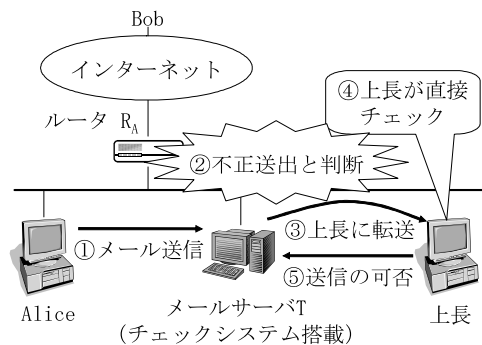 Bob
インターネット
ルータ RA
④上長が直接
チェック
②不正送出と判断
①メール送信
③上長に転送
⑤送信の可否
Alice
メールサーバT
(チェックシステム搭載)
上長